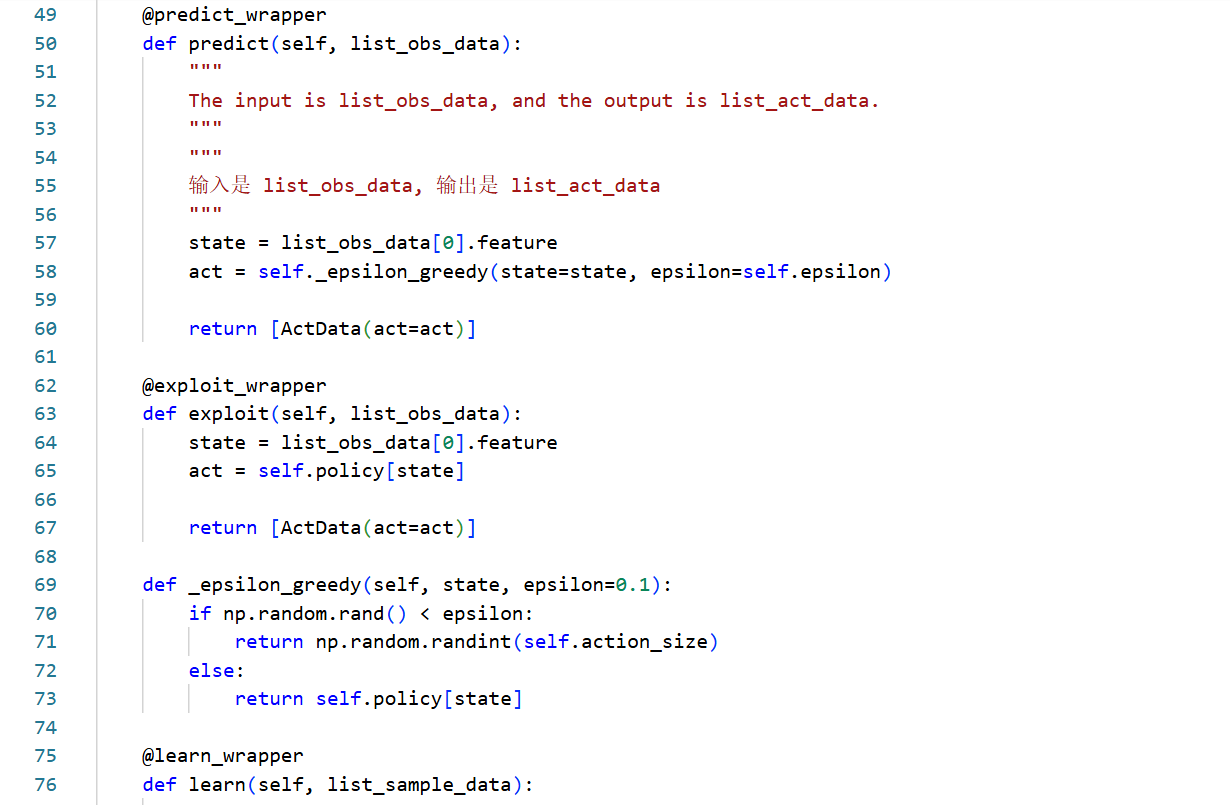 49 @predict_wrapper
50 def predict(self, list_obs_data):
51 """
52 The input is list_obs_data, and the output is list_act_data.
53 """
54 """
55 输入是 list_obs_data, 输出是 list_act_data
56 """
57 state = list_obs_data[0].feature
58 act = self._epsilon_greedy(state=state, epsilon=self.epsilon)
59
60 return [ActData(act=act)]
61
62 @exploit_wrapper
63 def exploit(self, list_obs_data):
64 state = list_obs_data[0].feature
65 act = self.policy[state]
66
67 return [ActData(act=act)]
68
69 def _epsilon_greedy(self, state, epsilon=0.1):
70 if np.random.rand() < epsilon:
71 return np.random.randint(self.action_size)
72 else:
73 return self.policy[state]
74
75 @learn_wrapper
76 def learn(self, list_sample_data):